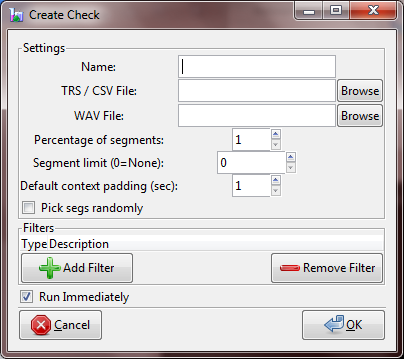 Create Check
Settings
Name:
TRS / CSV File: Browse
WAV File: Browse
Percentage of segments: 1
Segment limit (0=None): 0
Default context padding (sec): 1
Pick segs randomly
Filters
Type Description
Add Filter Remove Filter
Run Immediately
Cancel OK